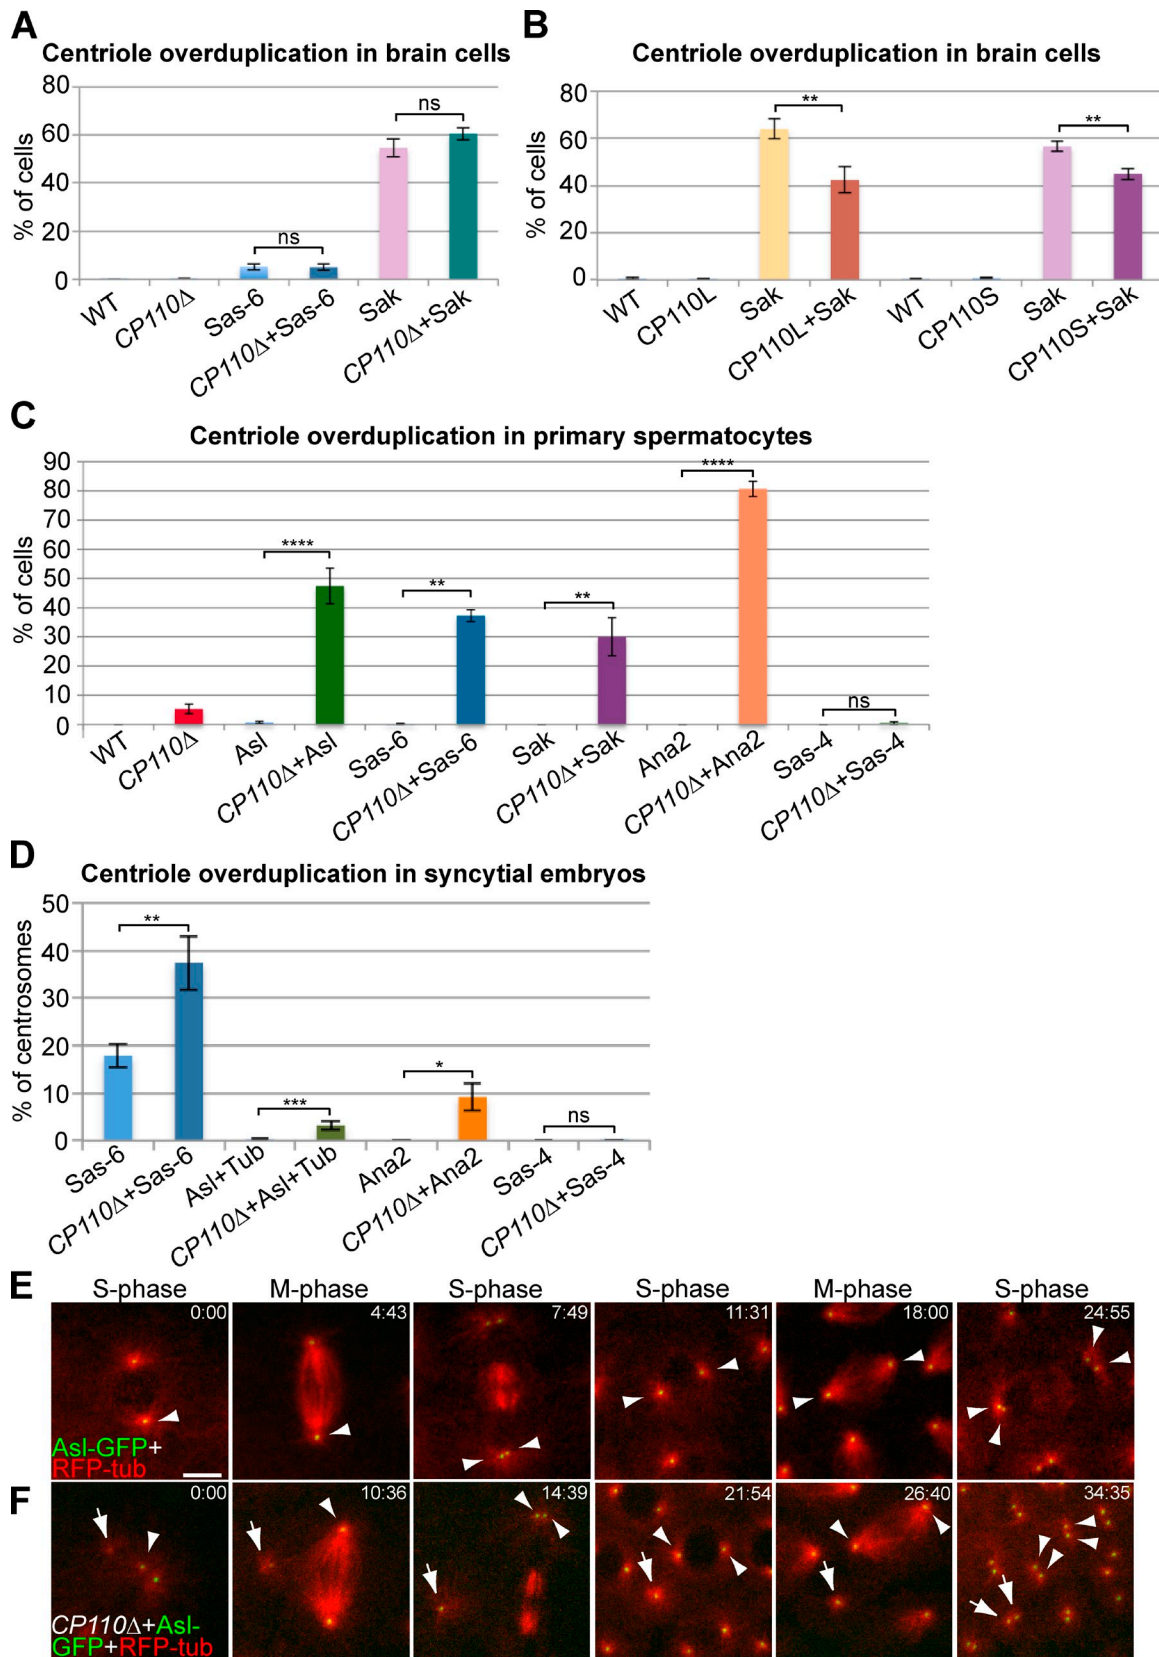 A
Centriole overduplication in brain cells
% of cells
80
60
40
20
0
ns
ns
WT
CP110Δ
Sas-6
CP110Δ+Sas-6
Sak
CP110Δ+Sak
B
Centriole overduplication in brain cells
% of cells
80
60
40
20
0
**
**
WT
CP110L
Sak
CP110L+Sak
WT
CP110S
Sak
CP110S+Sak
C
Centriole overduplication in primary spermatocytes
% of cells
90
80
70
60
50
40
30
20
10
0
****
**
**
****
ns
WT
CP110Δ
Asl
CP110Δ+Asl
Sas-6
CP110Δ+Sas-6
Sak
CP110Δ+Sak
Ana2
CP110Δ+Ana2
Sas-4
CP110Δ+Sas-4
D
Centriole overduplication in syncytial embryos
% of centrosomes
50
40
30
20
10
0
**
***
*
ns
Sas-6
CP110Δ+Sas-6
Asl+Tub
CP110Δ+Asl+Tub
Ana2
CP110Δ+Ana2
Sas-4
CP110Δ+Sas-4
E
S-phase M-phase S-phase S-phase M-phase S-phase
0:00 4:43 7:49 11:31 18:00 24:55
Asl-GFP+
RFP-tub
F
0:00 10:36 14:39 21:54 26:40 34:35
CP110Δ+Asl-
GFP+RFP-tub